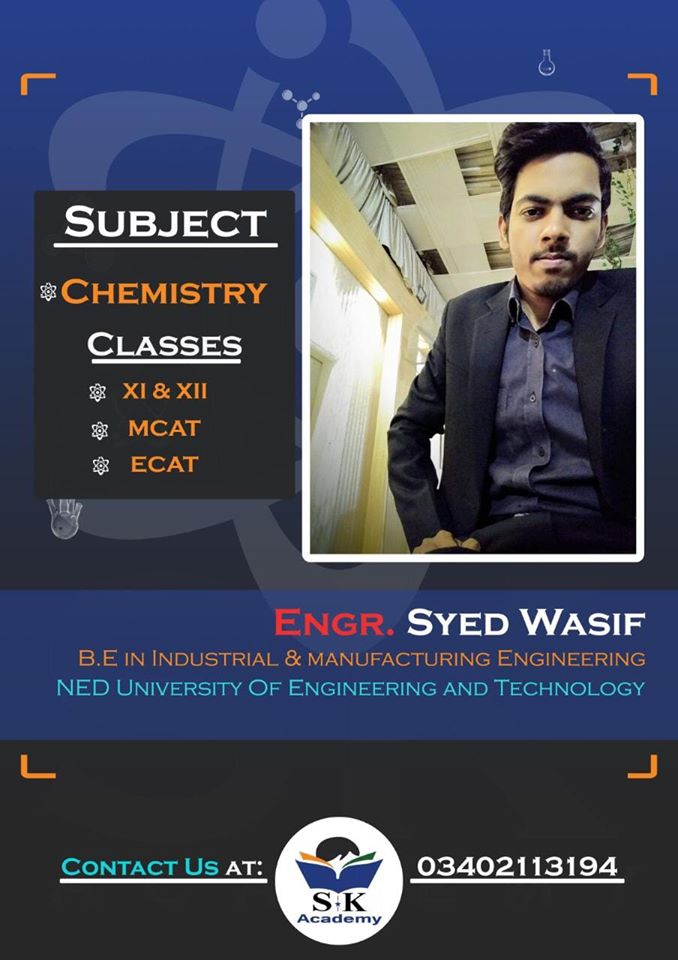 SUBJECT
CHEMISTRY
CLASSES
XI & XII
MCAT
ECAT
ENGR. SYED WASIF
B.E IN INDUSTRIAL & MANUFACTURING ENGINEERING
NED UNIVERSITY OF ENGINEERING AND TECHNOLOGY
CONTACT US AT: 03402113194
S K
Academy